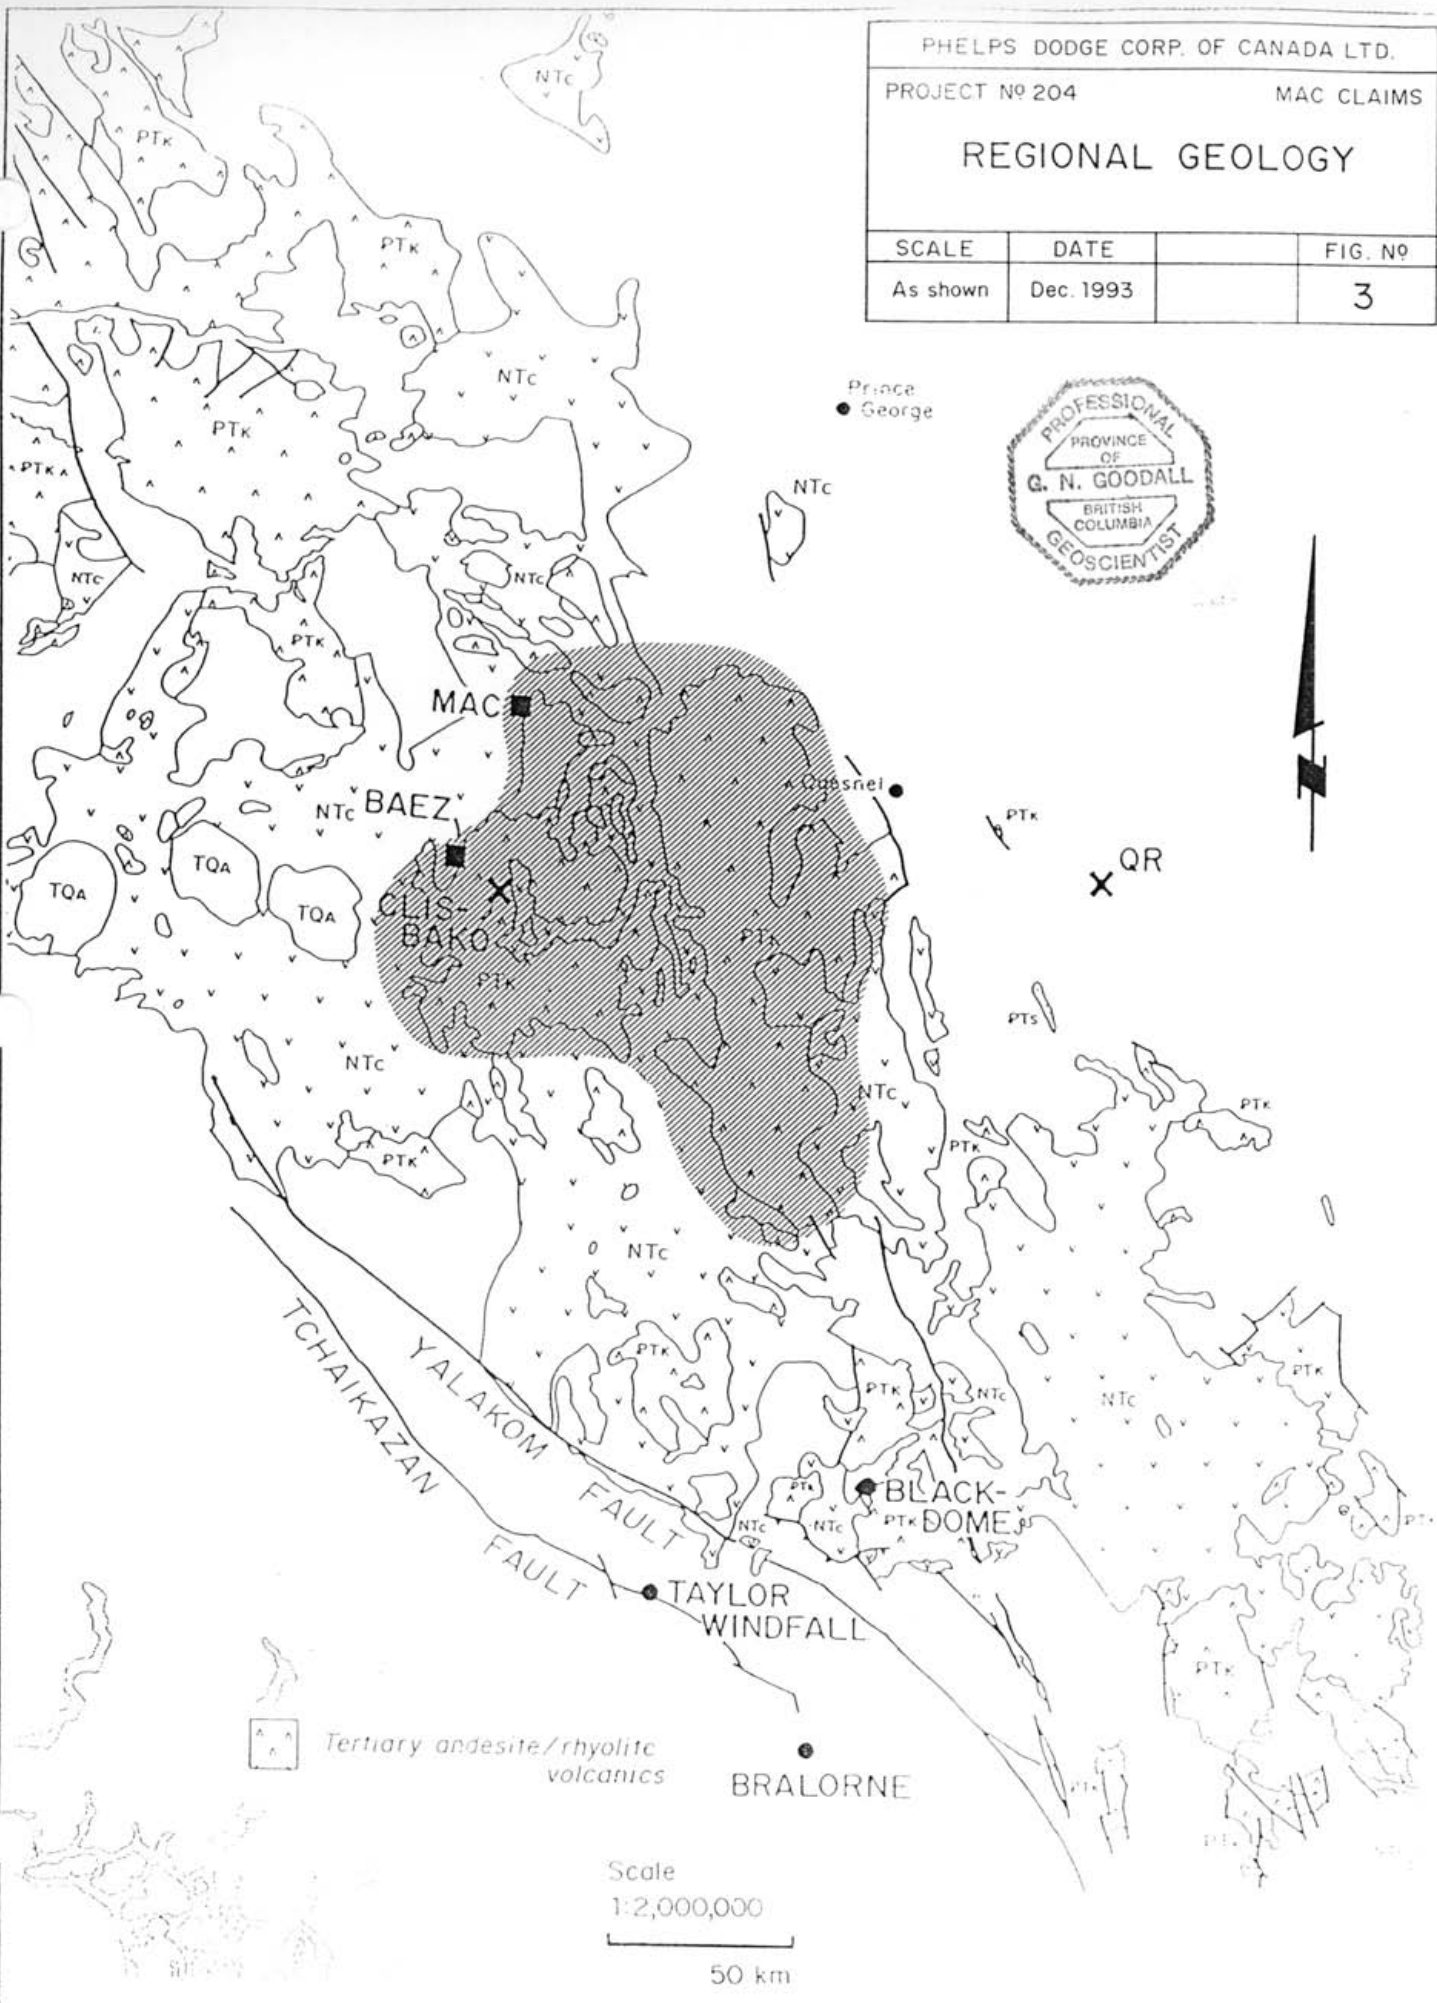 PHELPS DODGE CORP. OF CANADA LTD.
PROJECT Nº 204 MAC CLAIMS
REGIONAL GEOLOGY
SCALE DATE FIG. Nº
As shown Dec. 1993 3
NTc
PTK
PTK
NTc
Prince
George
PROFESSIONAL
PROVINCE
OF
G. N. GOODALL
BRITISH
COLUMBIA
GEOSCIENTIST
PTK
PTK
NTc
NTc
NTc
PTK
MAC
Quesnel
NTc
BAEZ
PTK
QR
TQA
TQA
TQA
CLIS-
BAKO
PTK
PTK
PTS
NTc
NTc
PTK
PTK
PTK
NTc
TCHAIKAZAN
FAULT
YALAKOM
FAULT
PTK
PTK
NTc
NTc
PTK
PTK
BLACK-
DOME
NTc
NTc
PTK
TAYLOR
WINDFALL
PTK
Tertiary andesite/rhyolite
volcanics
BRALORNE
PTK
Scale
1:2,000,000
50 km